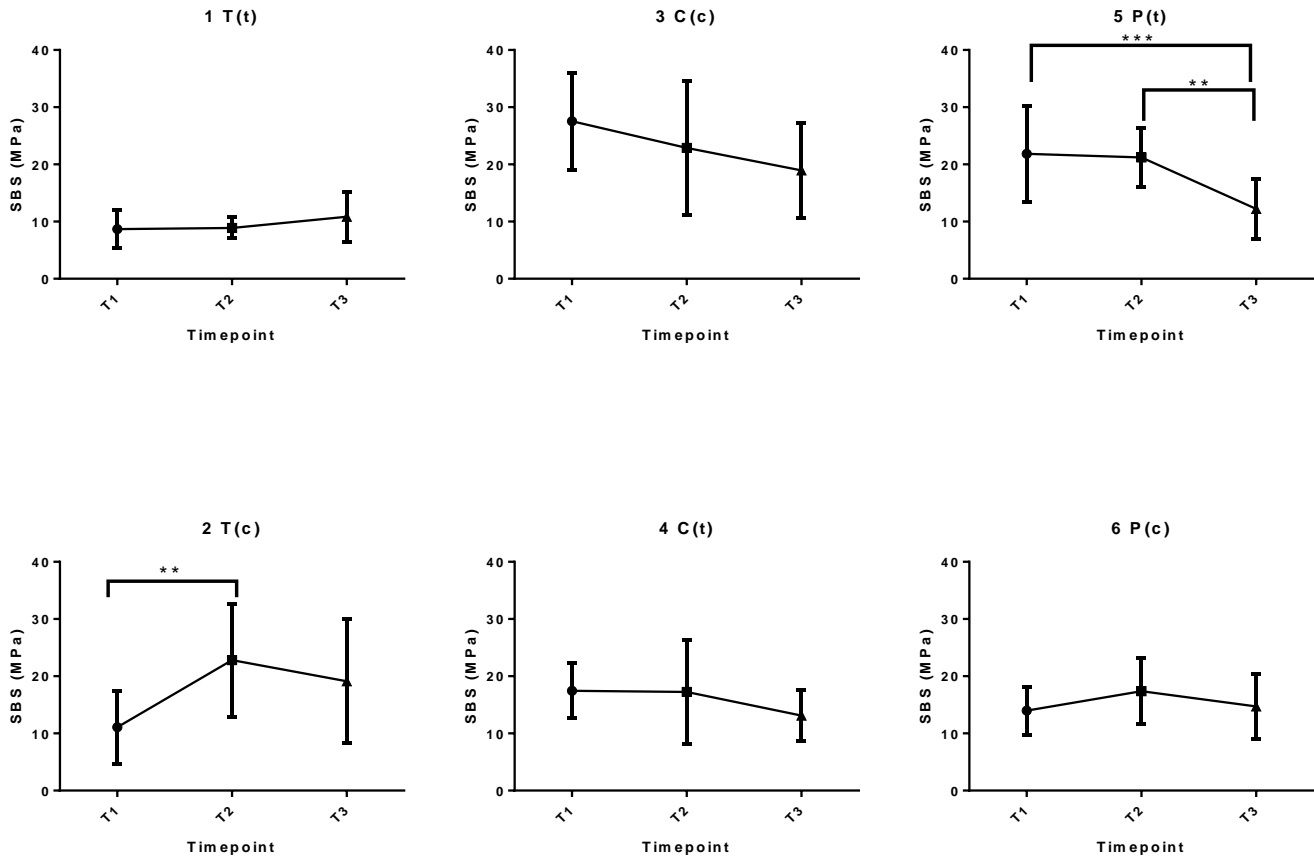 1 T(t)
SBS (MPa)
40
30
20
10
0
T1
T2
T3
Timepoint
3 C(c)
SBS (MPa)
40
30
20
10
0
T1
T2
T3
Timepoint
5 P(t)
***
**
SBS (MPa)
40
30
20
10
0
T1
T2
T3
Timepoint
2 T(c)
**
SBS (MPa)
40
30
20
10
0
T1
T2
T3
Timepoint
4 C(t)
SBS (MPa)
40
30
20
10
0
T1
T2
T3
Timepoint
6 P(c)
SBS (MPa)
40
30
20
10
0
T1
T2
T3
Timepoint